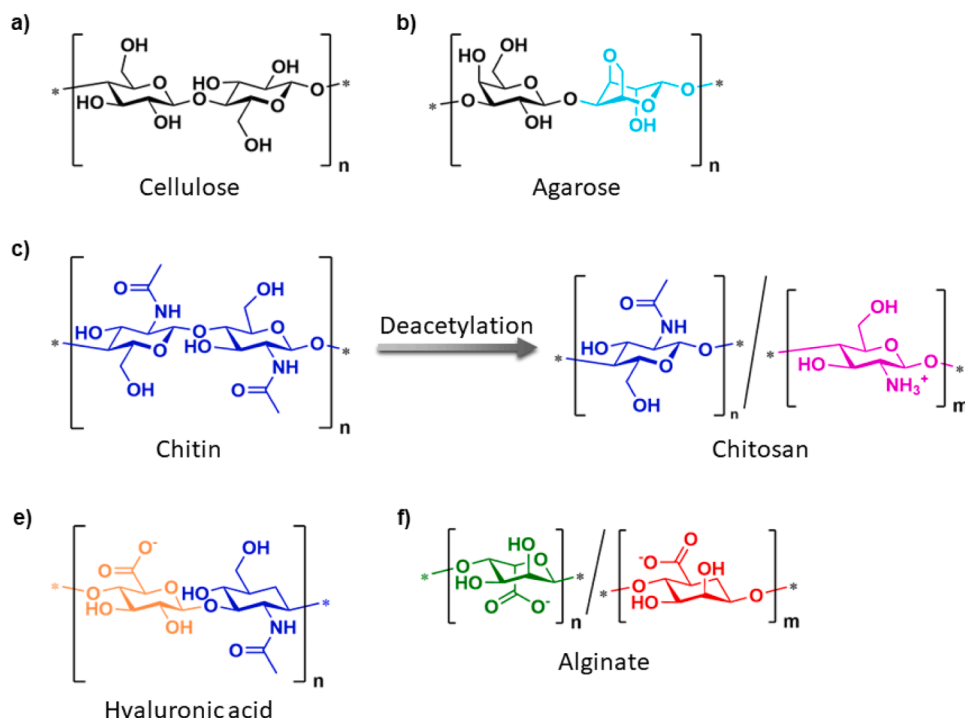 a)
OH
OH
HO
O
O
*
*
HO
O
O
OH
HO
OH
n
Cellulose
b)
HO
OH
O
*
O
O
*
O
HO
O
O
OH
OH
n
Agarose
c)
O
NH
OH
HO
O
O
*
O
HO
O
*
NH
OH
O
n
Chitin
Deacetylation
O
NH
HO
O
*
*
O
OH
n
OH
*
O
O
*
HO
NH₃⁺
m
Chitosan
e)
O
O⁻
OH
*
O
O
HO
*
HO
O
O
OH
NH
O
n
Hyaluronic acid
f)
HO
OH
*
O
O
*
HO
O
O⁻
n
O
⁻O
OH
*
O
O
*
HO
m
Alginate